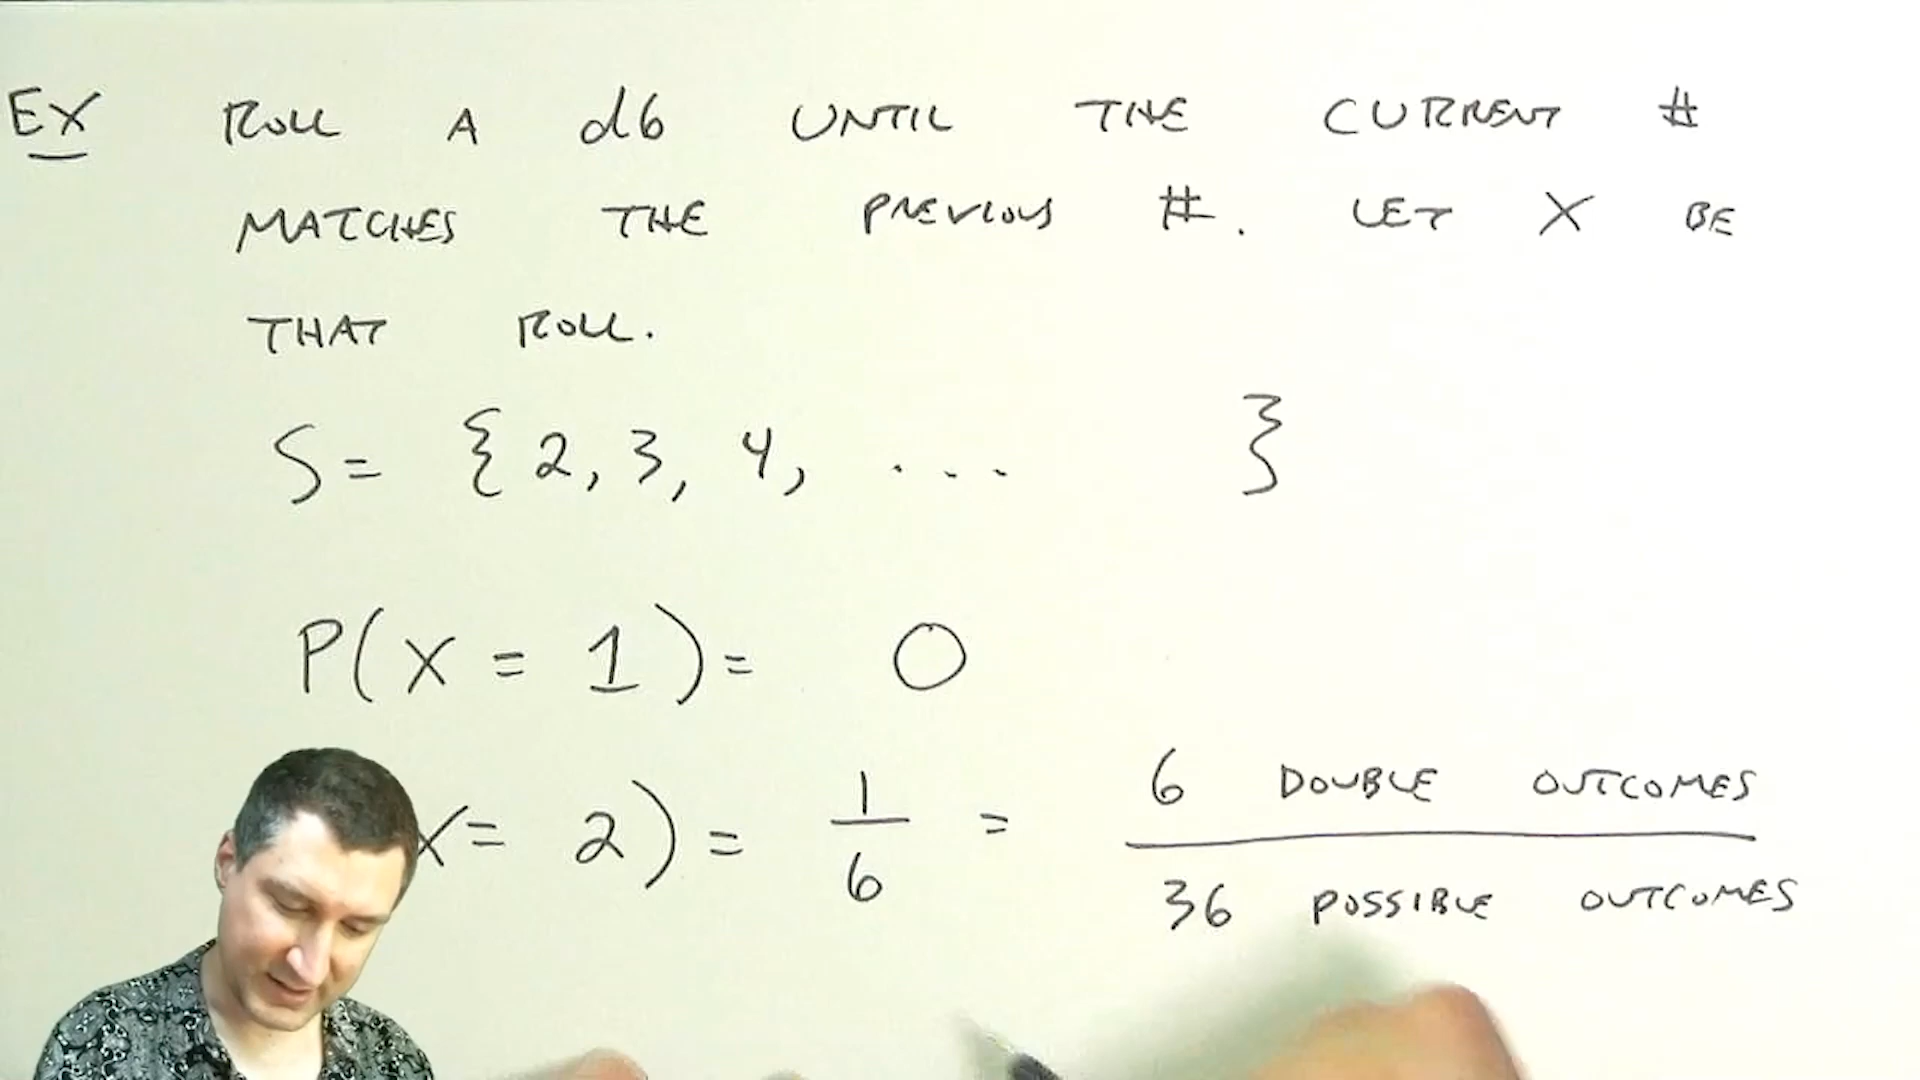 EX ROLL A d6 UNTIL THE CURRENT #
MATCHES THE PREVIOUS #. LET X BE
THAT ROLL.
S = { 2, 3, 4, ... }
P(X = 1) = 0
X = 2) = 1/6 = 6 DOUBLE OUTCOMES / 36 POSSIBLE OUTCOMES